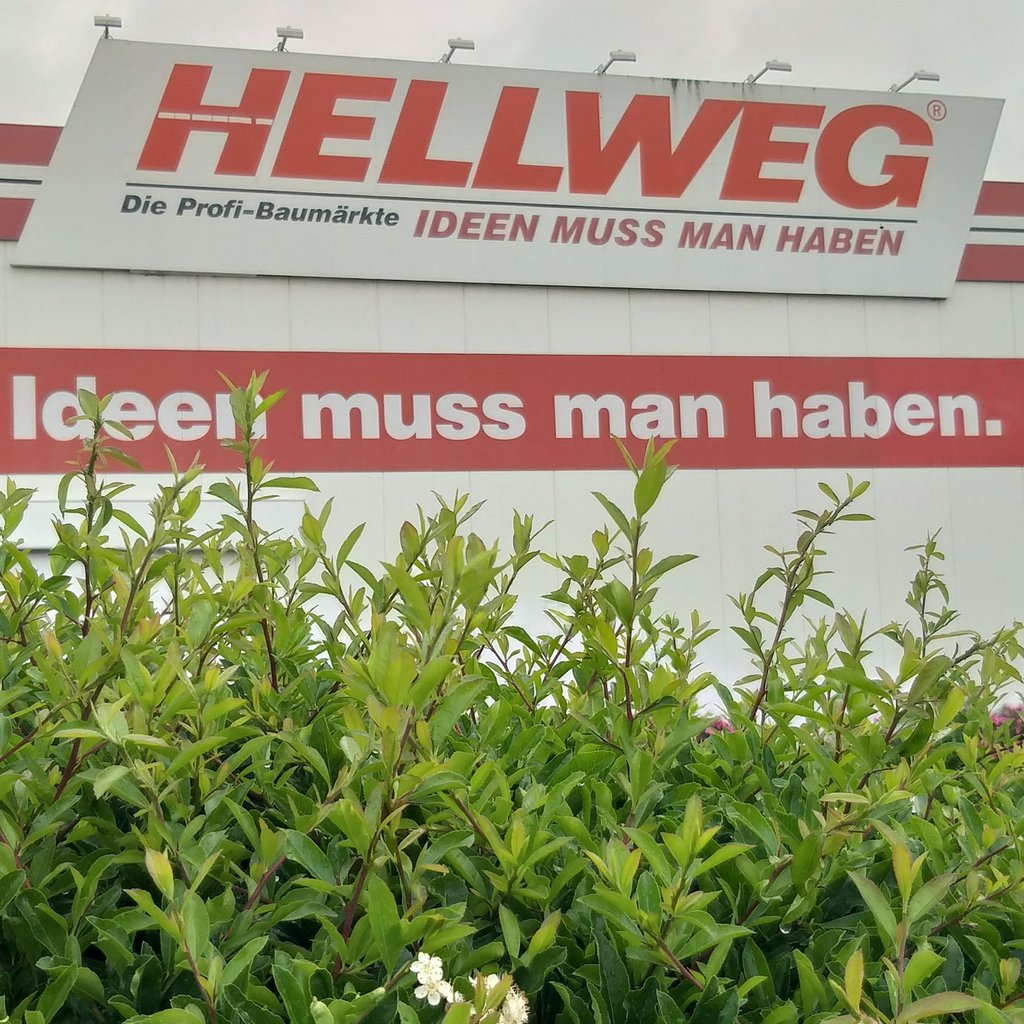 HELLWEG®
Die Profi-Baumärkte IDEEN MUSS MAN HABEN
Ideen muss man haben.